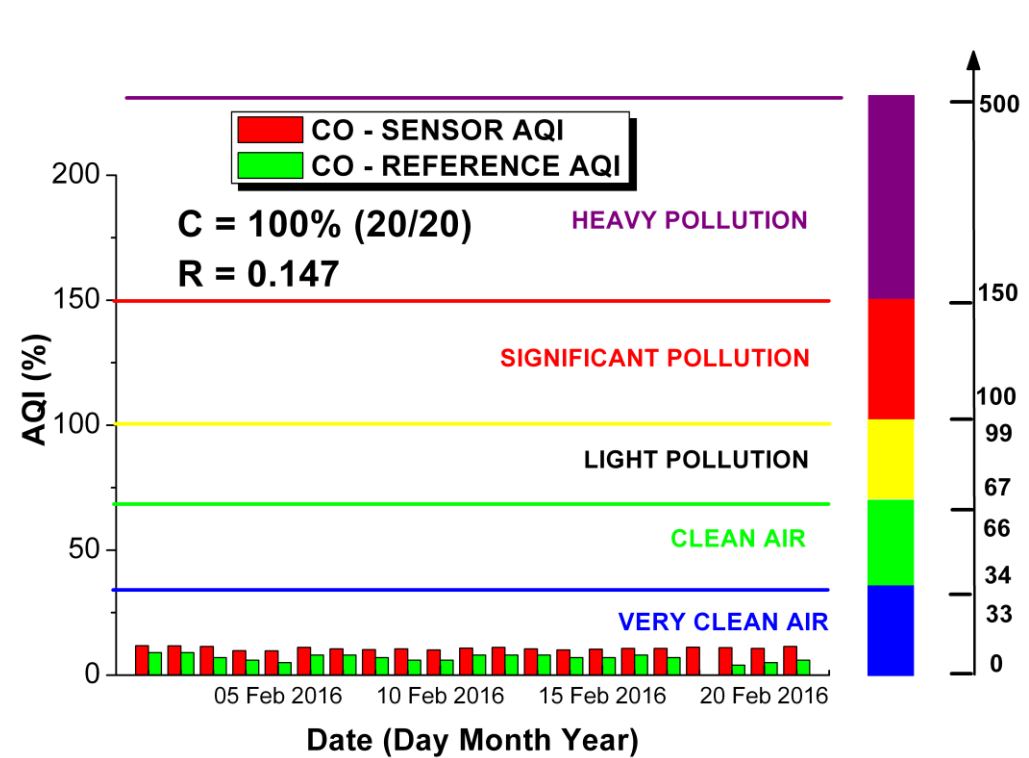 CO - SENSOR AQI
CO - REFERENCE AQI
C = 100% (20/20)
R = 0.147
HEAVY POLLUTION
SIGNIFICANT POLLUTION
LIGHT POLLUTION
CLEAN AIR
VERY CLEAN AIR
AQI (%)
200
150
100
50
0
05 Feb 2016 10 Feb 2016 15 Feb 2016 20 Feb 2016
Date (Day Month Year)
500
150
100
99
67
66
34
33
0